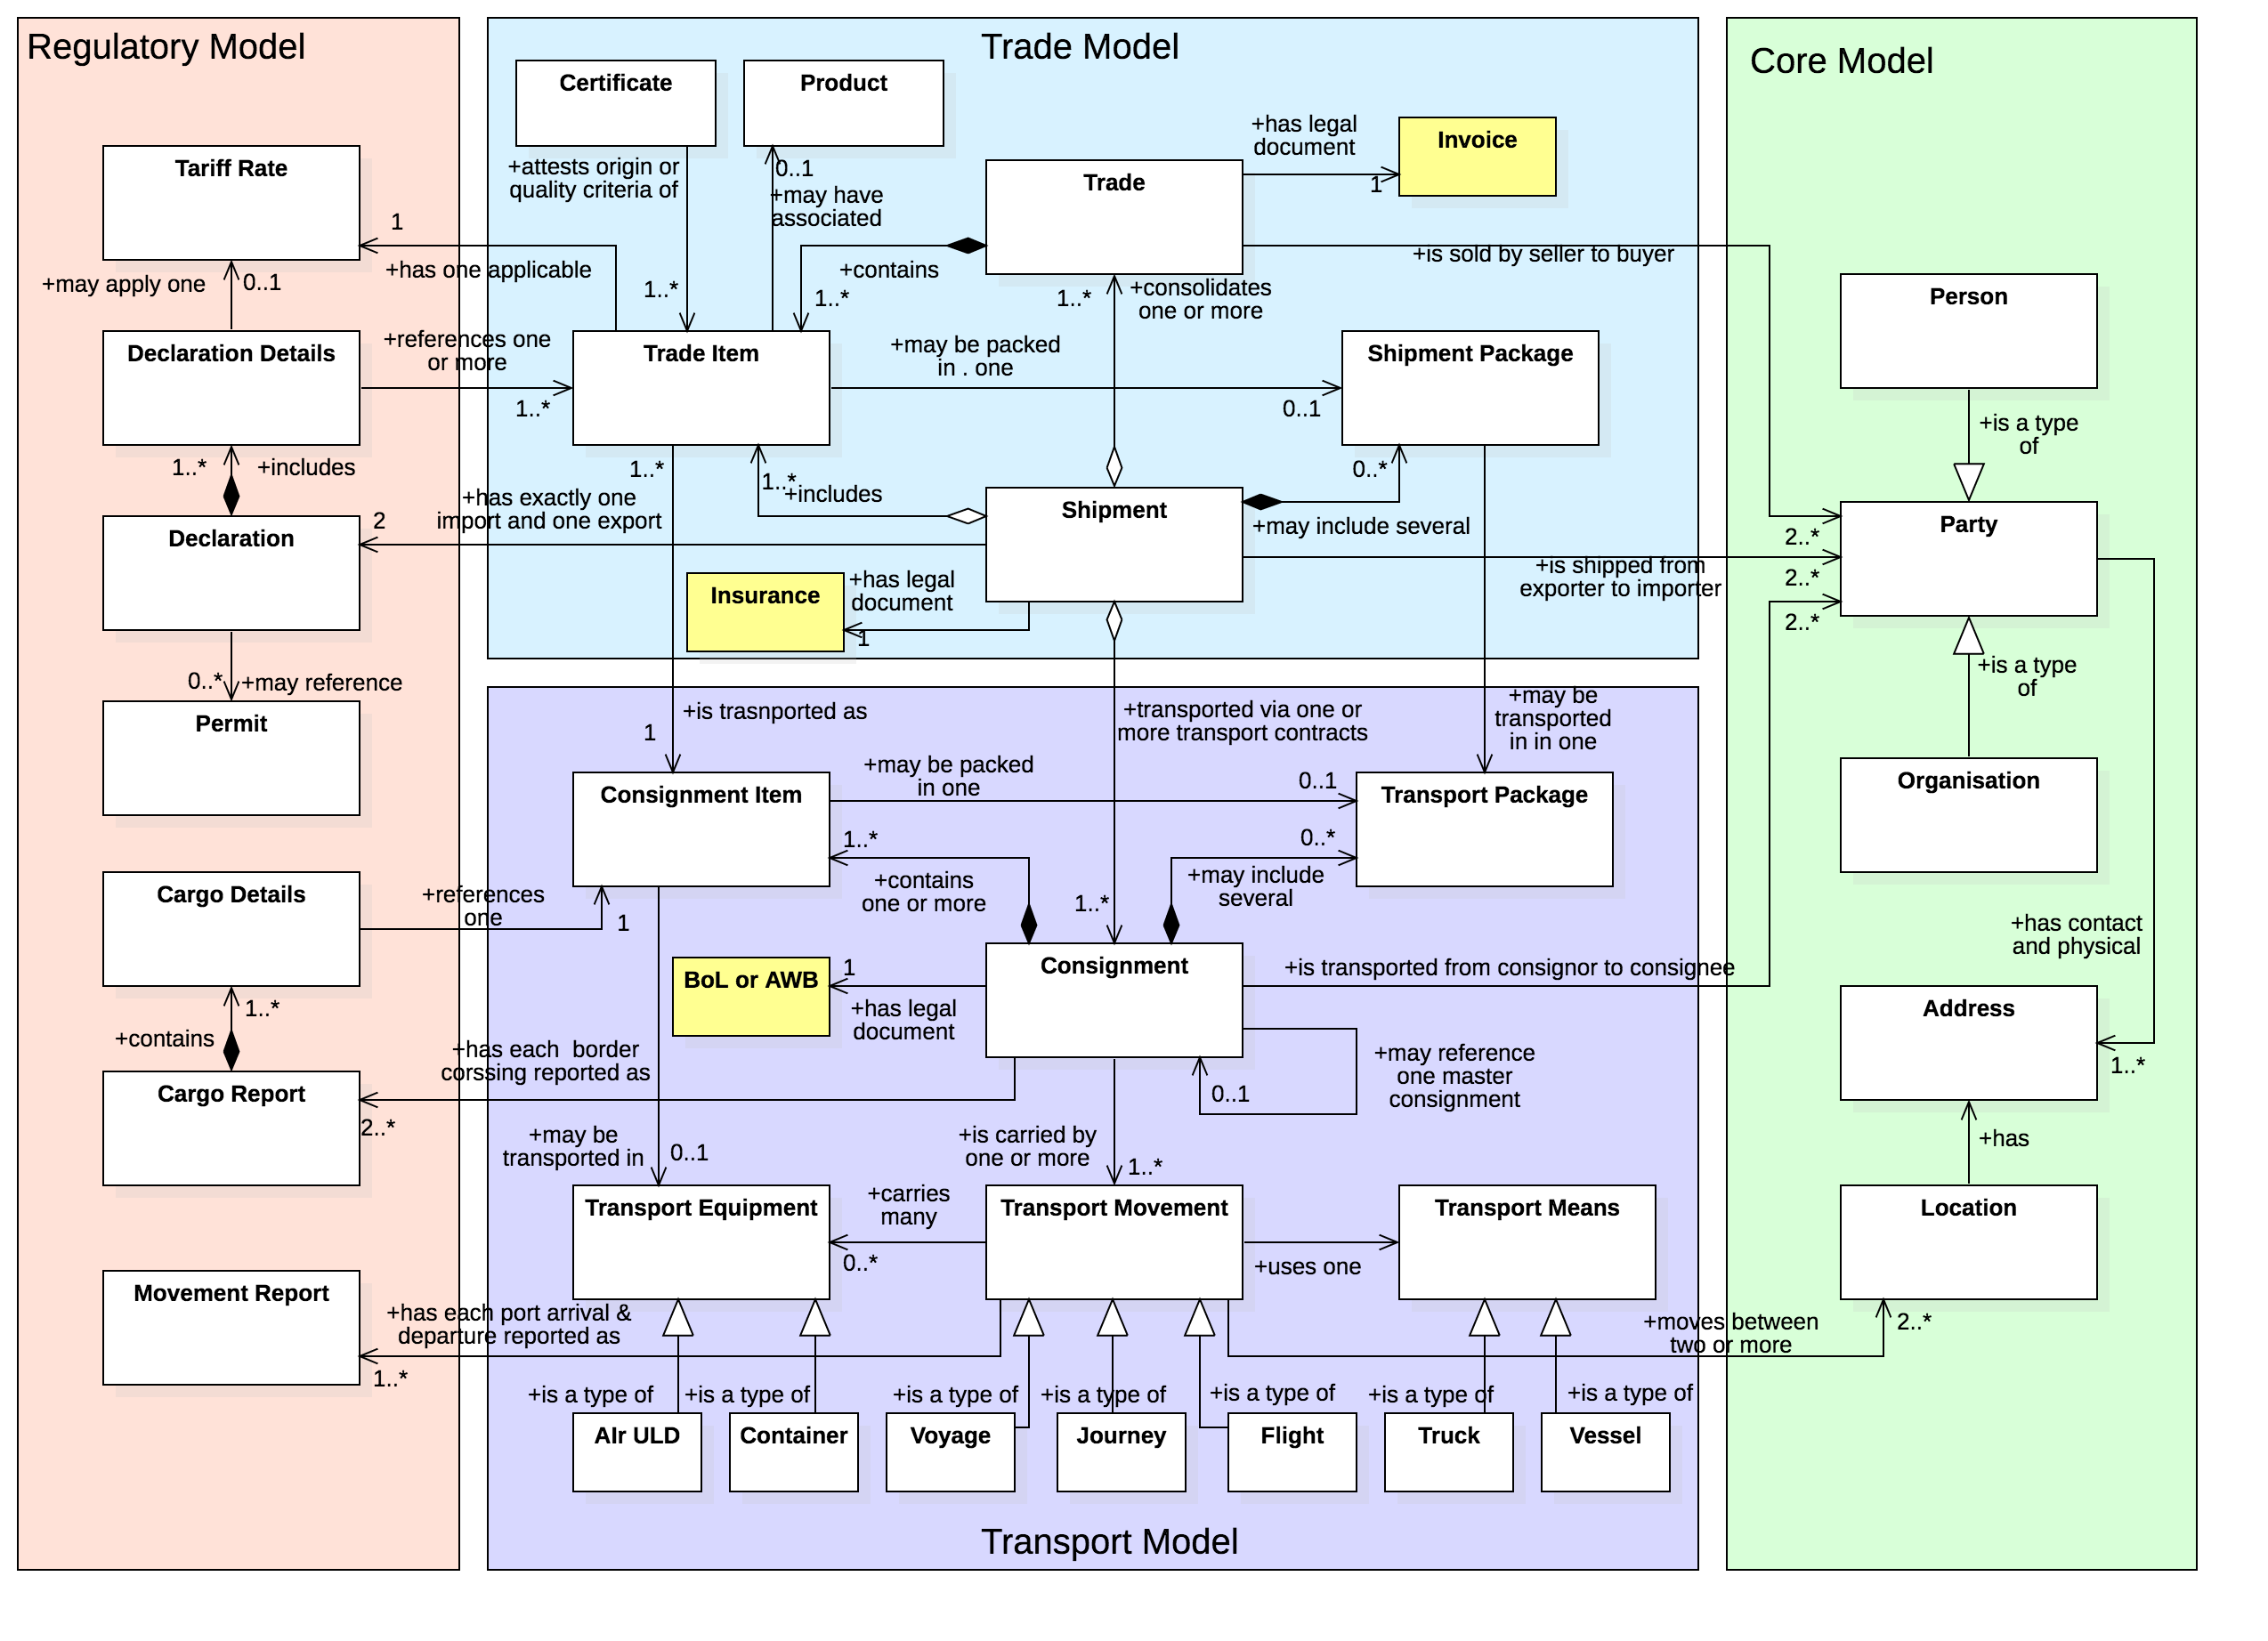 Regulatory Model
Trade Model
Core Model
Certificate
Product
Invoice
+has legal
document
1
+attests origin or
quality criteria of
0..1
+may have
associated
Tariff Rate
Trade
1
+has one applicable
+contains
+is sold by seller to buyer
+may apply one
0..1
1..*
1..*
1..*
+consolidates
one or more
Person
Declaration Details
+references one
or more
1..*
Trade Item
+may be packed
in . one
0..1
Shipment Package
+is a type
of
1..*
+includes
1..*
1..*
+includes
0..*
+has exactly one
import and one export
2
Declaration
Shipment
+may include several
Party
2..*
+is shipped from
exporter to importer
2..*
2..*
Insurance
+has legal
document
1
0..*
+may reference
Permit
+is a type
of
+is trasnported as
1
+transported via one or
more transport contracts
+may be
transported
in in one
Organisation
Consignment Item
+may be packed
in one
0..1
Transport Package
1..*
0..*
Cargo Details
+references
one
1
+contains
one or more
1..*
+may include
several
+has contact
and physical
BoL or AWB
1
+has legal
document
Consignment
+is transported from consignor to consignee
Address
1..*
1..*
+contains
+has each  border
corssing reported as
Cargo Report
2..*
0..1
+may reference
one master
consignment
+may be
transported in
0..1
+is carried by
one or more
1..*
+has
Transport Equipment
+carries
many
0..*
Transport Movement
+uses one
Transport Means
Location
Movement Report
+has each port arrival &
departure reported as
1..*
+moves between
two or more
2..*
+is a type of
+is a type of
+is a type of
+is a type of
+is a type of
+is a type of
+is a type of
AIr ULD
Container
Voyage
Journey
Flight
Truck
Vessel
Transport Model